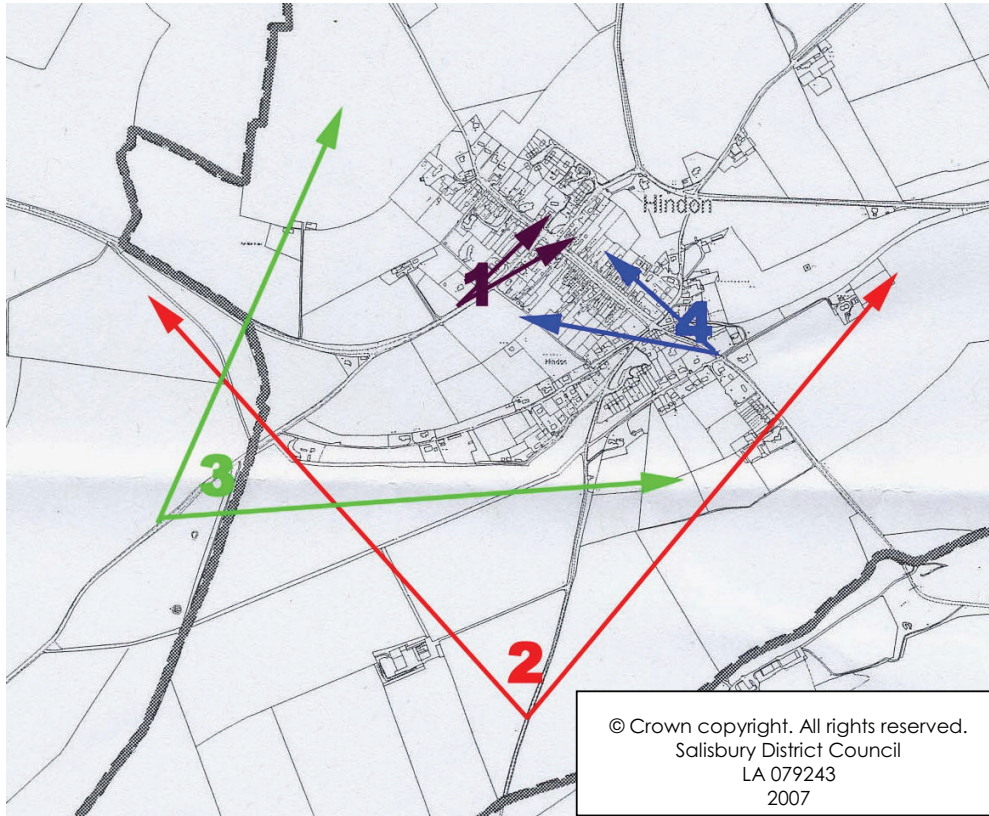 Hindon
1
4
Hindon
3
2
© Crown copyright. All rights reserved.
Salisbury District Council
LA 079243
2007